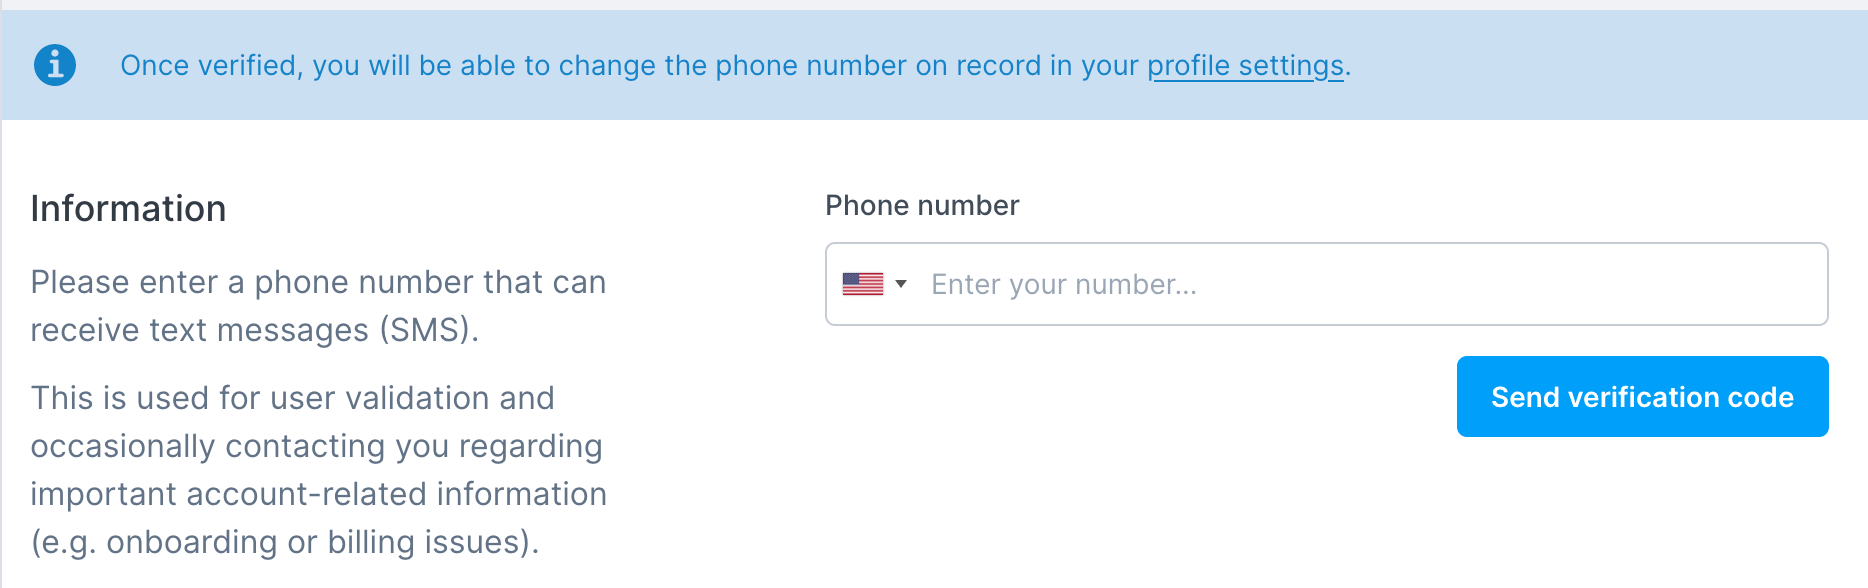 Once verified, you will be able to change the phone number on record in your profile settings.
Information
Please enter a phone number that can
receive text messages (SMS).
This is used for user validation and
occasionally contacting you regarding
important account-related information
(e.g. onboarding or billing issues).
Phone number
Enter your number...
Send verification code